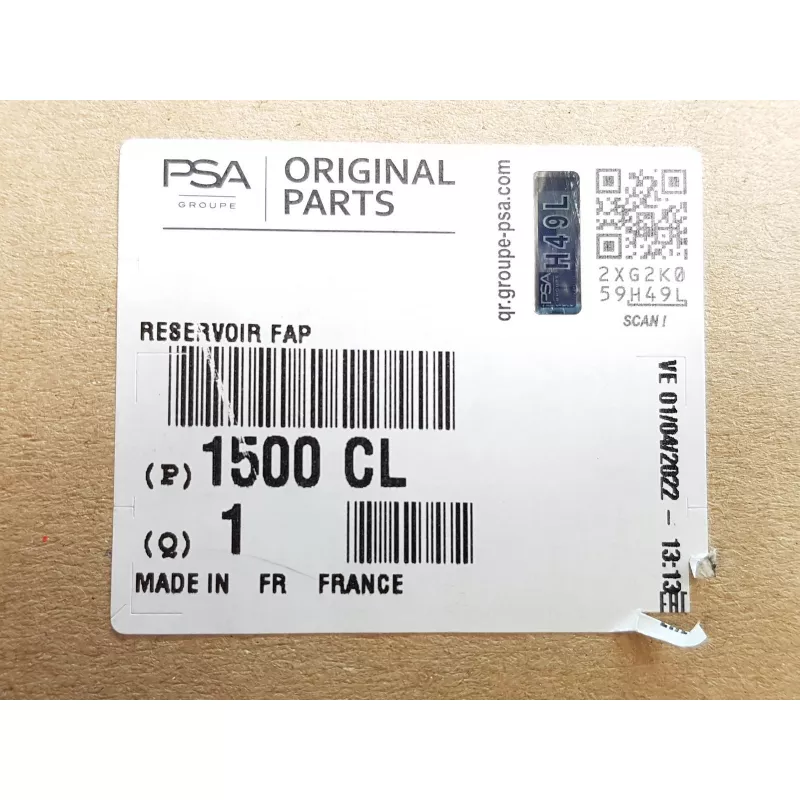 PSA
GROUPE
ORIGINAL
PARTS
qr.groupe-psa.com
PSA
H49L
2XG2K0
59H49L
SCAN !
RESERVOIR FAP
(P) 1500 CL
(Q) 1
MADE IN FR FRANCE
VE 01/04/2022 - 13:13